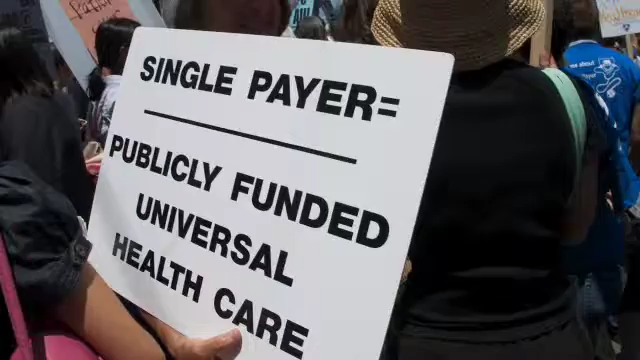 SINGLE PAYER=
PUBLICLY FUNDED
UNIVERSAL
HEALTH CARE